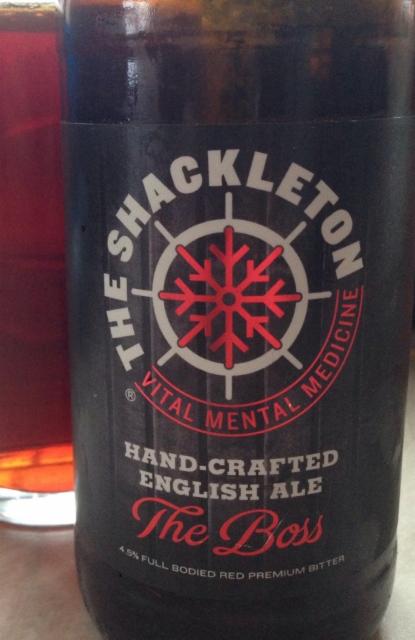 THE SHACKLETON
®
VITAL MENTAL MEDICINE
HAND-CRAFTED
ENGLISH ALE
The Boss
4.5% FULL BODIED RED PREMIUM BITTER